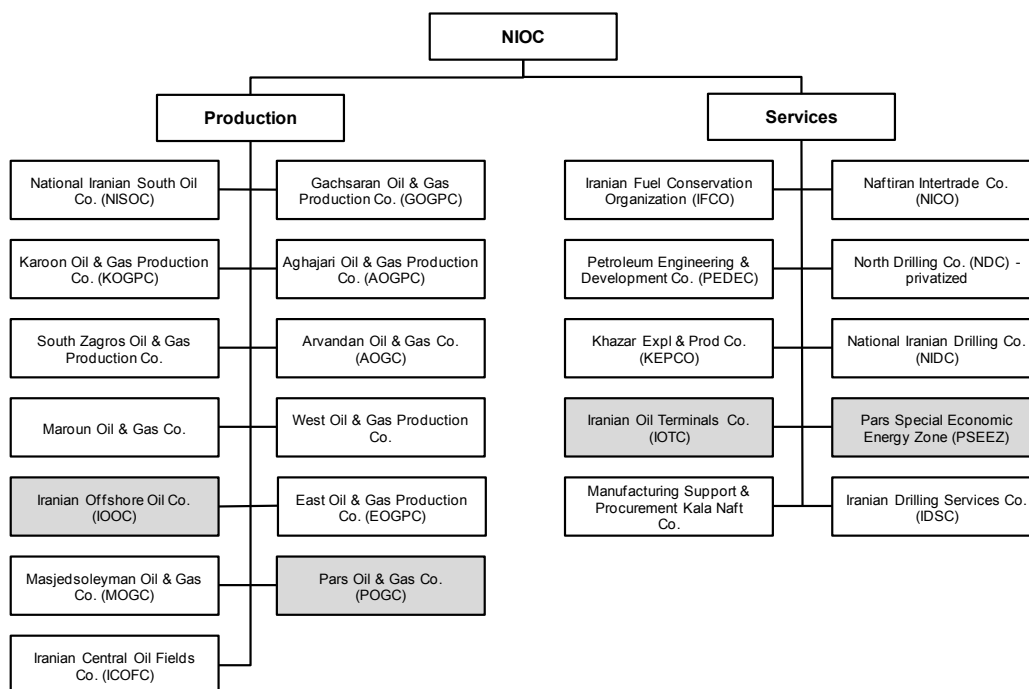 NIOC
Production
Services
National Iranian South Oil
Co. (NISOC)
Gachsaran Oil & Gas
Production Co. (GOGPC)
Iranian Fuel Conservation
Organization (IFCO)
Naftiran Intertrade Co.
(NICO)
Karoon Oil & Gas Production
Co. (KOGPC)
Aghajari Oil & Gas Production
Co. (AOGPC)
Petroleum Engineering &
Development Co. (PEDEC)
North Drilling Co. (NDC) -
privatized
South Zagros Oil & Gas
Production Co.
Arvandan Oil & Gas Co.
(AOGC)
Khazar Expl & Prod Co.
(KEPCO)
National Iranian Drilling Co.
(NIDC)
Maroun Oil & Gas Co.
West Oil & Gas Production
Co.
Iranian Oil Terminals Co.
(IOTC)
Pars Special Economic
Energy Zone (PSEEZ)
Iranian Offshore Oil Co.
(IOOC)
East Oil & Gas Production
Co. (EOGPC)
Manufacturing Support &
Procurement Kala Naft
Co.
Iranian Drilling Services Co.
(IDSC)
Masjedsoleyman Oil & Gas
Co. (MOGC)
Pars Oil & Gas Co.
(POGC)
Iranian Central Oil Fields
Co. (ICOFC)